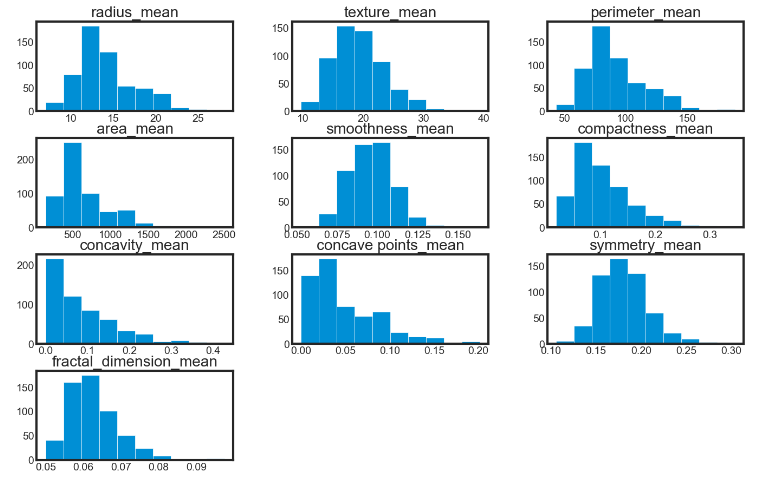 radius_mean texture_mean perimeter_mean
150 150 150
100 100 100
50 50 50
0 0 0
10 15 20 25 10 20 30 40 50 100 150
area_mean smoothness_mean compactness_mean
200 150 150
100 100 100
50 50
0 0 0
500 1000 1500 2000 2500 0.050 0.075 0.100 0.125 0.150 0.1 0.2 0.3
concavity_mean concave points_mean symmetry_mean
200 150 150
100 100 100
50 50
0 0 0
0.0 0.1 0.2 0.3 0.4 0.00 0.05 0.10 0.15 0.20 0.10 0.15 0.20 0.25 0.30
fractal_dimension_mean
150
100
50
0
0.05 0.06 0.07 0.08 0.09